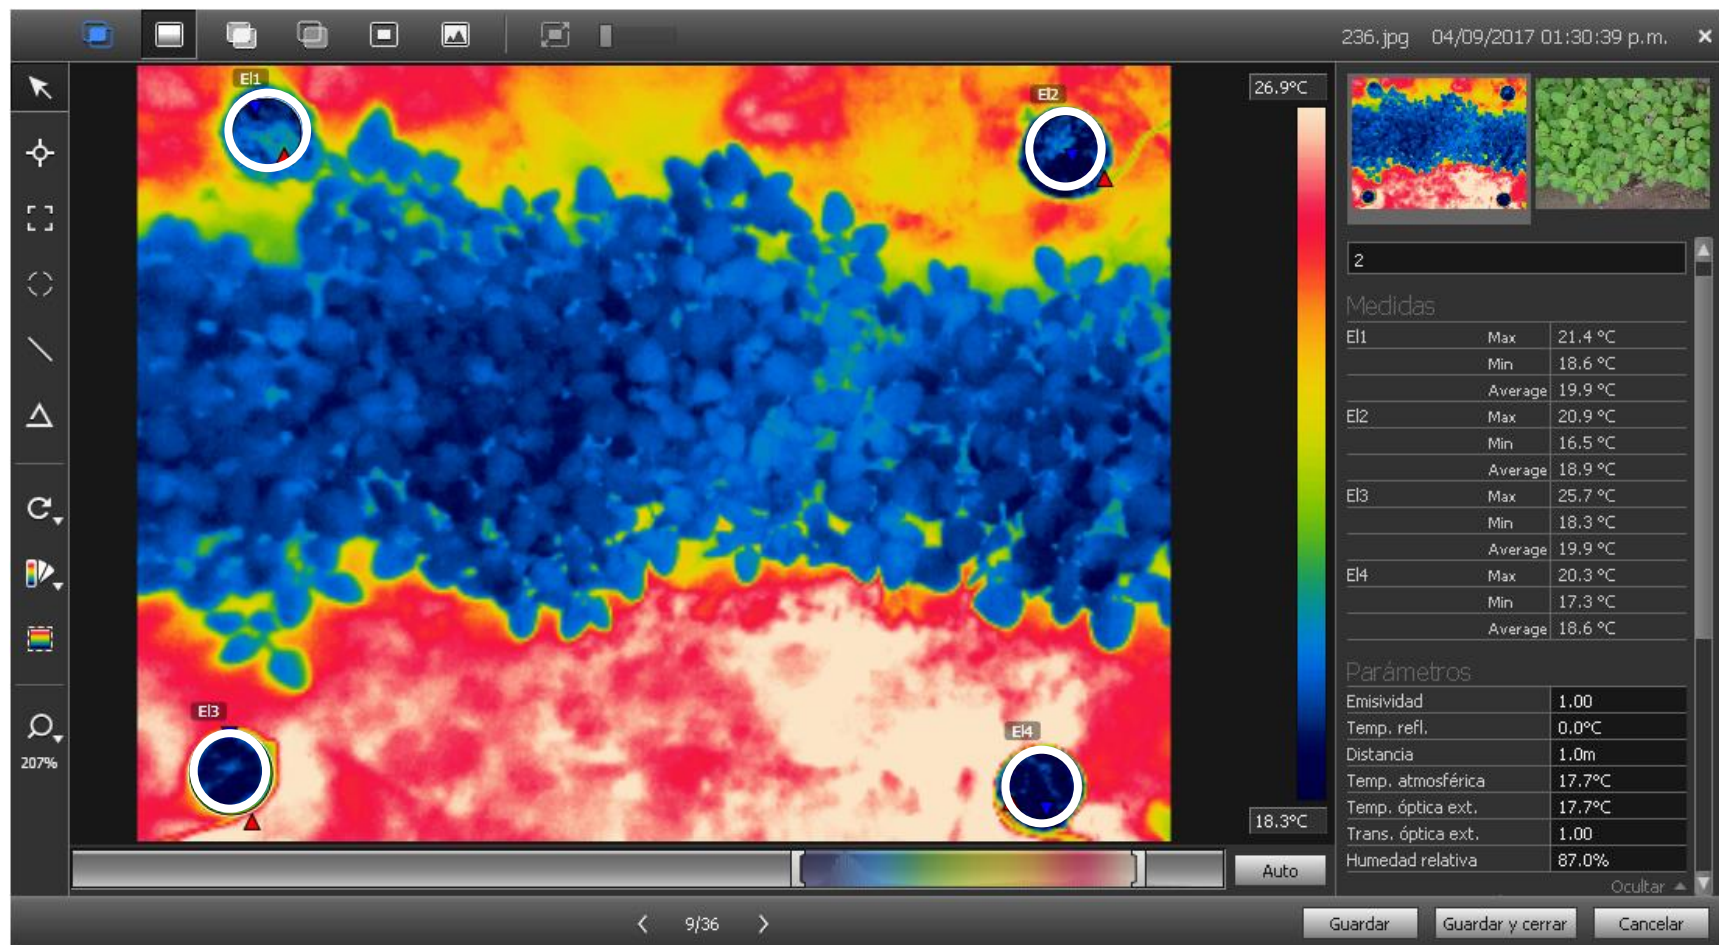 236.jpg 04/09/2017 01:30:39 p.m.
El1
El2
26.9°C
2
Medidas
El1 Max 21.4 °C
Min 18.6 °C
Average 19.9 °C
El2 Max 20.9 °C
Min 16.5 °C
Average 18.9 °C
El3 Max 25.7 °C
Min 18.3 °C
Average 19.9 °C
El4 Max 20.3 °C
Min 17.3 °C
Average 18.6 °C
Parámetros
Emisividad 1.00
Temp. refl. 0.0°C
Distancia 1.0m
Temp. atmosférica 17.7°C
Temp. óptica ext. 17.7°C
Trans. óptica ext. 1.00
Humedad relativa 87.0%
Ocultar
El3
El4
207%
18.3°C
Auto
9/36
Guardar
Guardar y cerrar
Cancelar